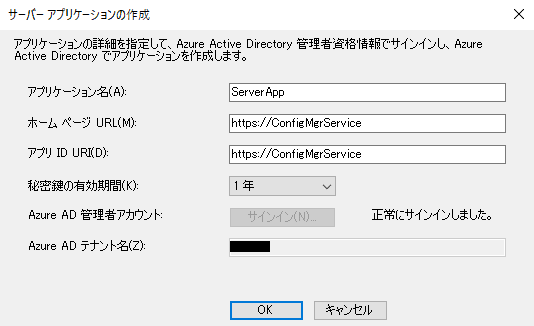 サーバー アプリケーションの作成
アプリケーションの詳細を指定して、Azure Active Directory 管理者資格情報でサインインし、Azure
Active Directory でアプリケーションを作成します。
アプリケーション名(A): ServerApp
ホーム ページ URL(M): https://ConfigMgrService
アプリ ID URI(D): https://ConfigMgrService
秘密鍵の有効期間(K): 1 年
Azure AD 管理者アカウント: サインイン(N)... 正常にサインインしました。
Azure AD テナント名(Z):
OK キャンセル